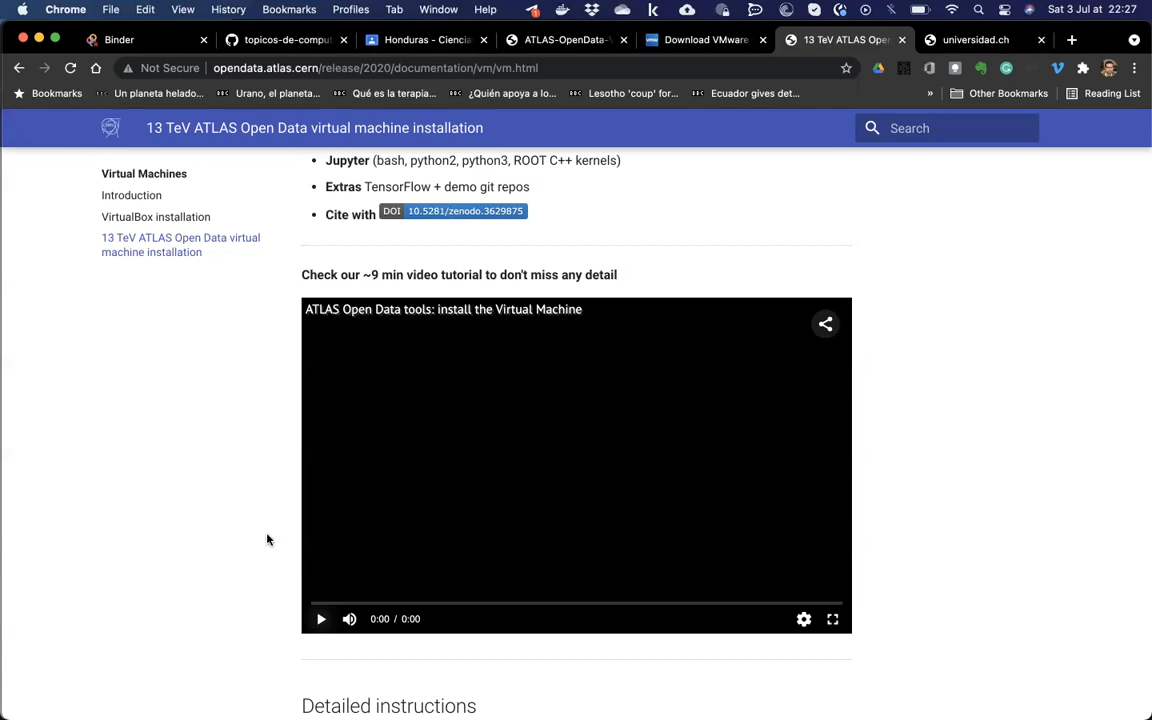 Chrome File Edit View History Bookmarks Profiles Tab Window Help Sat 3 Jul at 22:27
Binder topicos-de-comput Honduras - Ciencia ATLAS-OpenData- Download VMware 13 TeV ATLAS Open universidad.ch
Not Secure opendata.atlas.cern/release/2020/documentation/vm/vm.html
Bookmarks Un planeta helado... Urano, el planeta... Qué es la terapia... ¿Quién apoya a lo... Lesotho 'coup' for... Ecuador gives det... » Other Bookmarks Reading List
13 TeV ATLAS Open Data virtual machine installation Search
Virtual Machines
Introduction
VirtualBox installation
13 TeV ATLAS Open Data virtual
machine installation
• Jupyter (bash, python2, python3, ROOT C++ kernels)
• Extras TensorFlow + demo git repos
• Cite with DOI 10.5281/zenodo.3629875
Check our ~9 min video tutorial to don't miss any detail
ATLAS Open Data tools: install the Virtual Machine
0:00 / 0:00
Detailed instructions